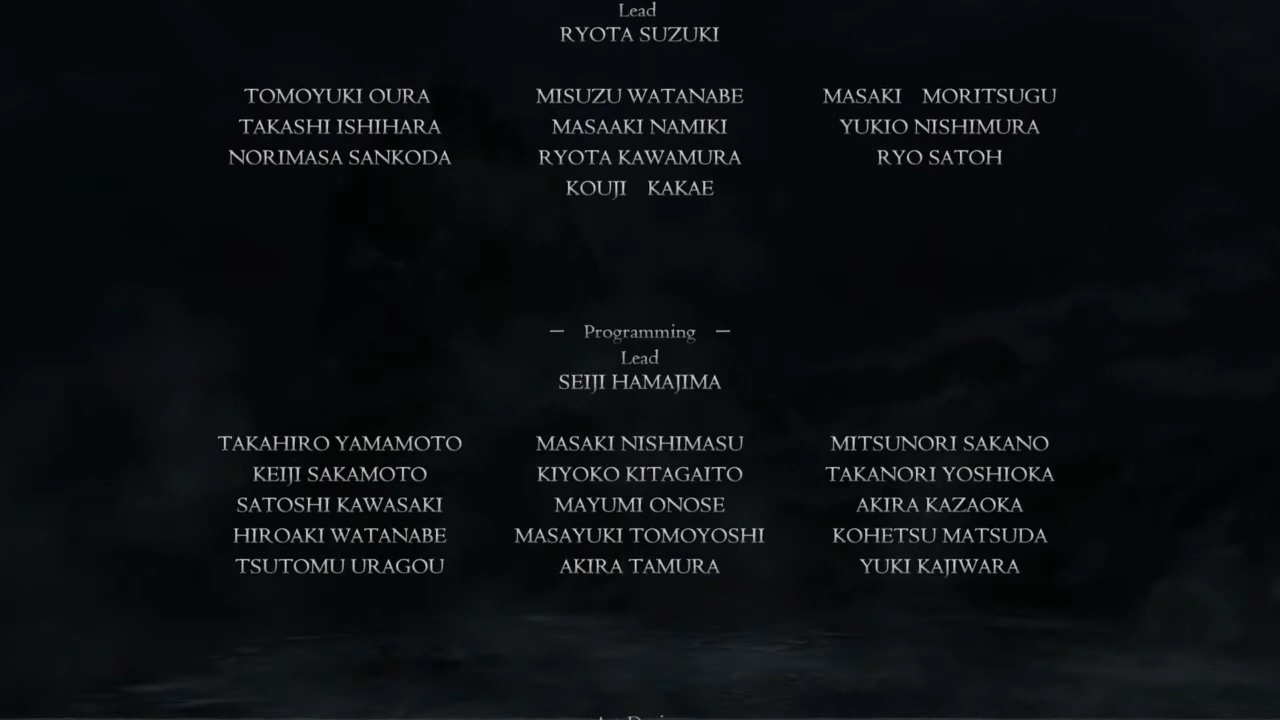 Lead
RYOTA SUZUKI
TOMOYUKI OURA MISUZU WATANABE MASAKI MORITSUGU
TAKASHI ISHIHARA MASAAKI NAMIKI YUKIO NISHIMURA
NORIMASA SANKODA RYOTA KAWAMURA RYO SATOH
KOUJI KAKAE
— Programming —
Lead
SEIJI HAMAJIMA
TAKAHIRO YAMAMOTO MASAKI NISHIMASU MITSUNORI SAKANO
KEIJI SAKAMOTO KIYOKO KITAGAITO TAKANORI YOSHIOKA
SATOSHI KAWASAKI MAYUMI ONOSE AKIRA KAZAOKA
HIROAKI WATANABE MASAYUKI TOMOYOSHI KOHETSU MATSUDA
TSUTOMU URAGOU AKIRA TAMURA YUKI KAJIWARA